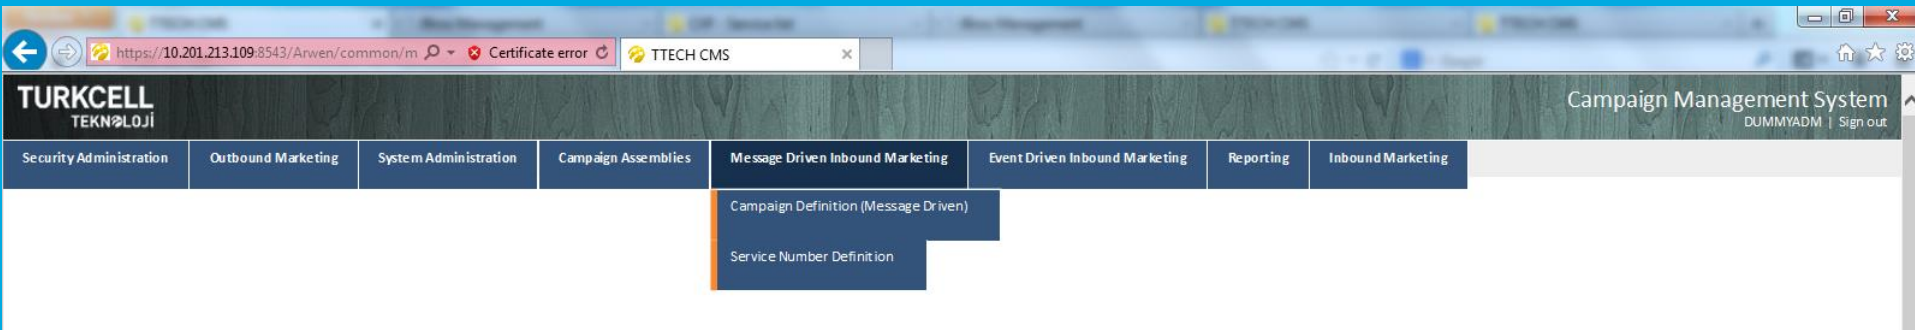 https://10.201.213.109:8543/Arwen/common/m
Certificate error
TTECH CMS
TURKCELL
TEKNOLOJİ
Campaign Management System
DUMMYADM | Sign out
Security Administration
Outbound Marketing
System Administration
Campaign Assemblies
Message Driven Inbound Marketing
Event Driven Inbound Marketing
Reporting
Inbound Marketing
Campaign Definition (Message Driven)
Service Number Definition